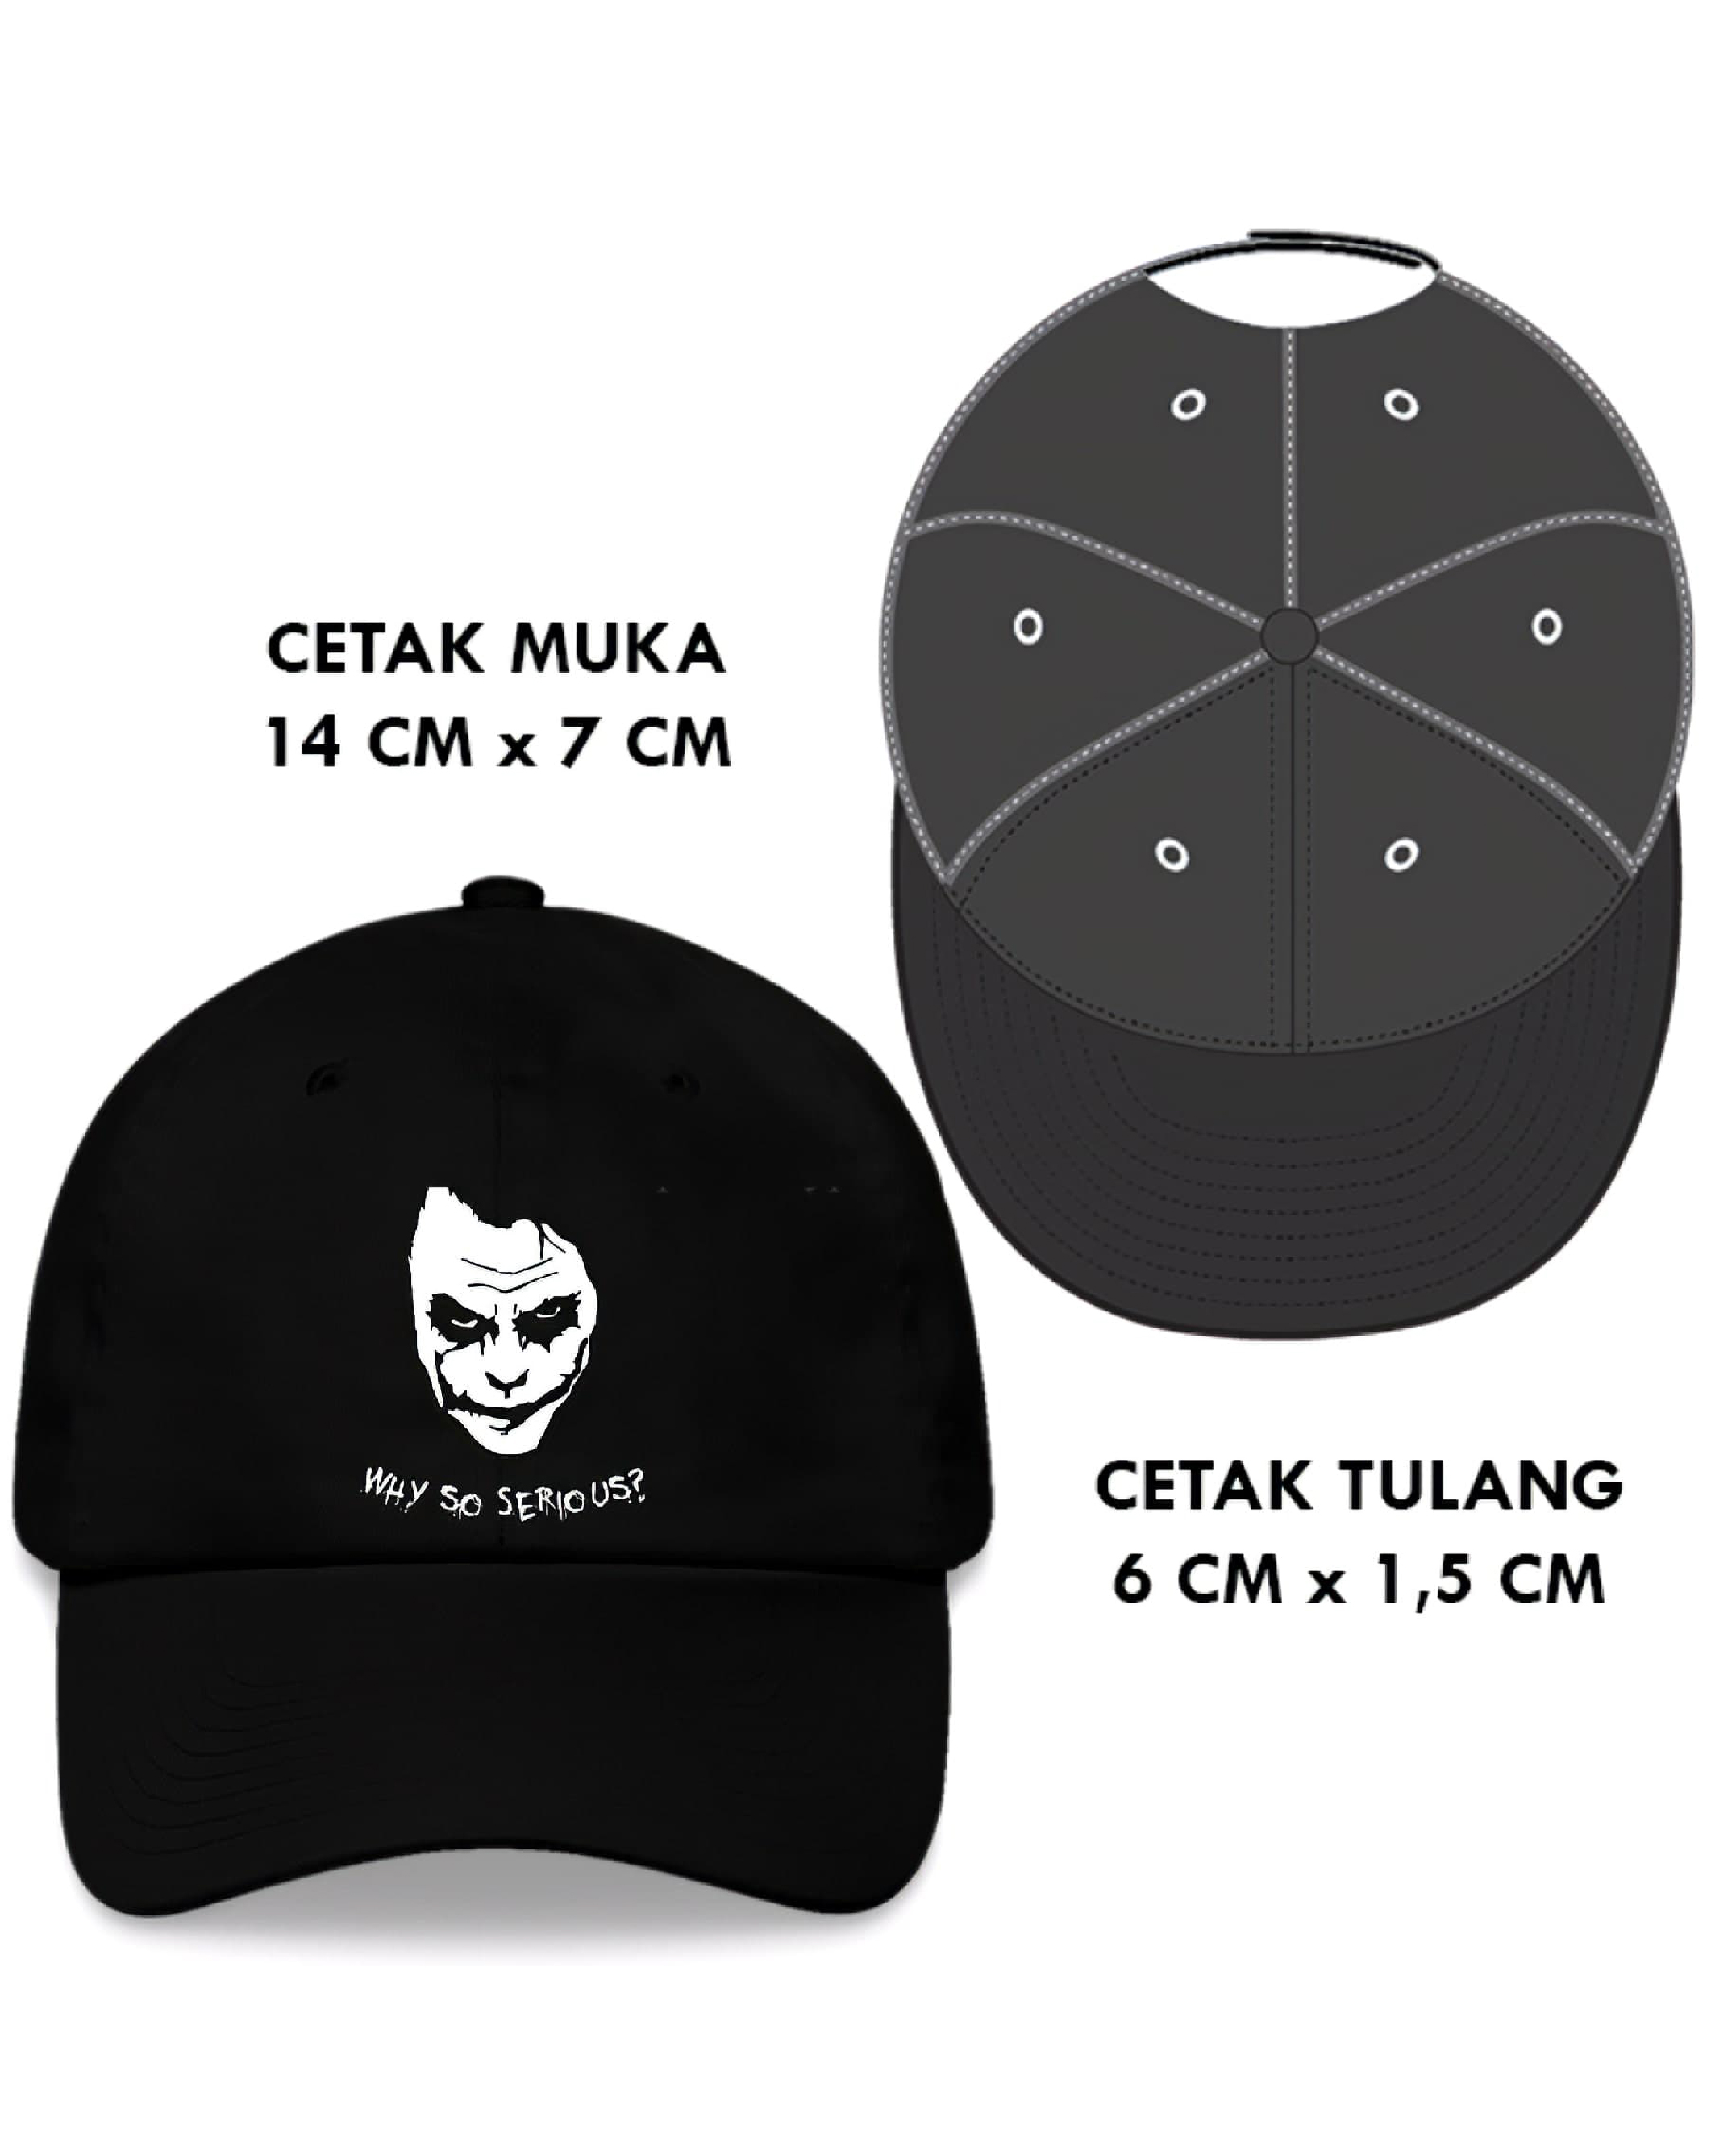 CETAK MUKA
14 CM x 7 CM
WHY SO SERIOUS?
CETAK TULANG
6 CM x 1,5 CM